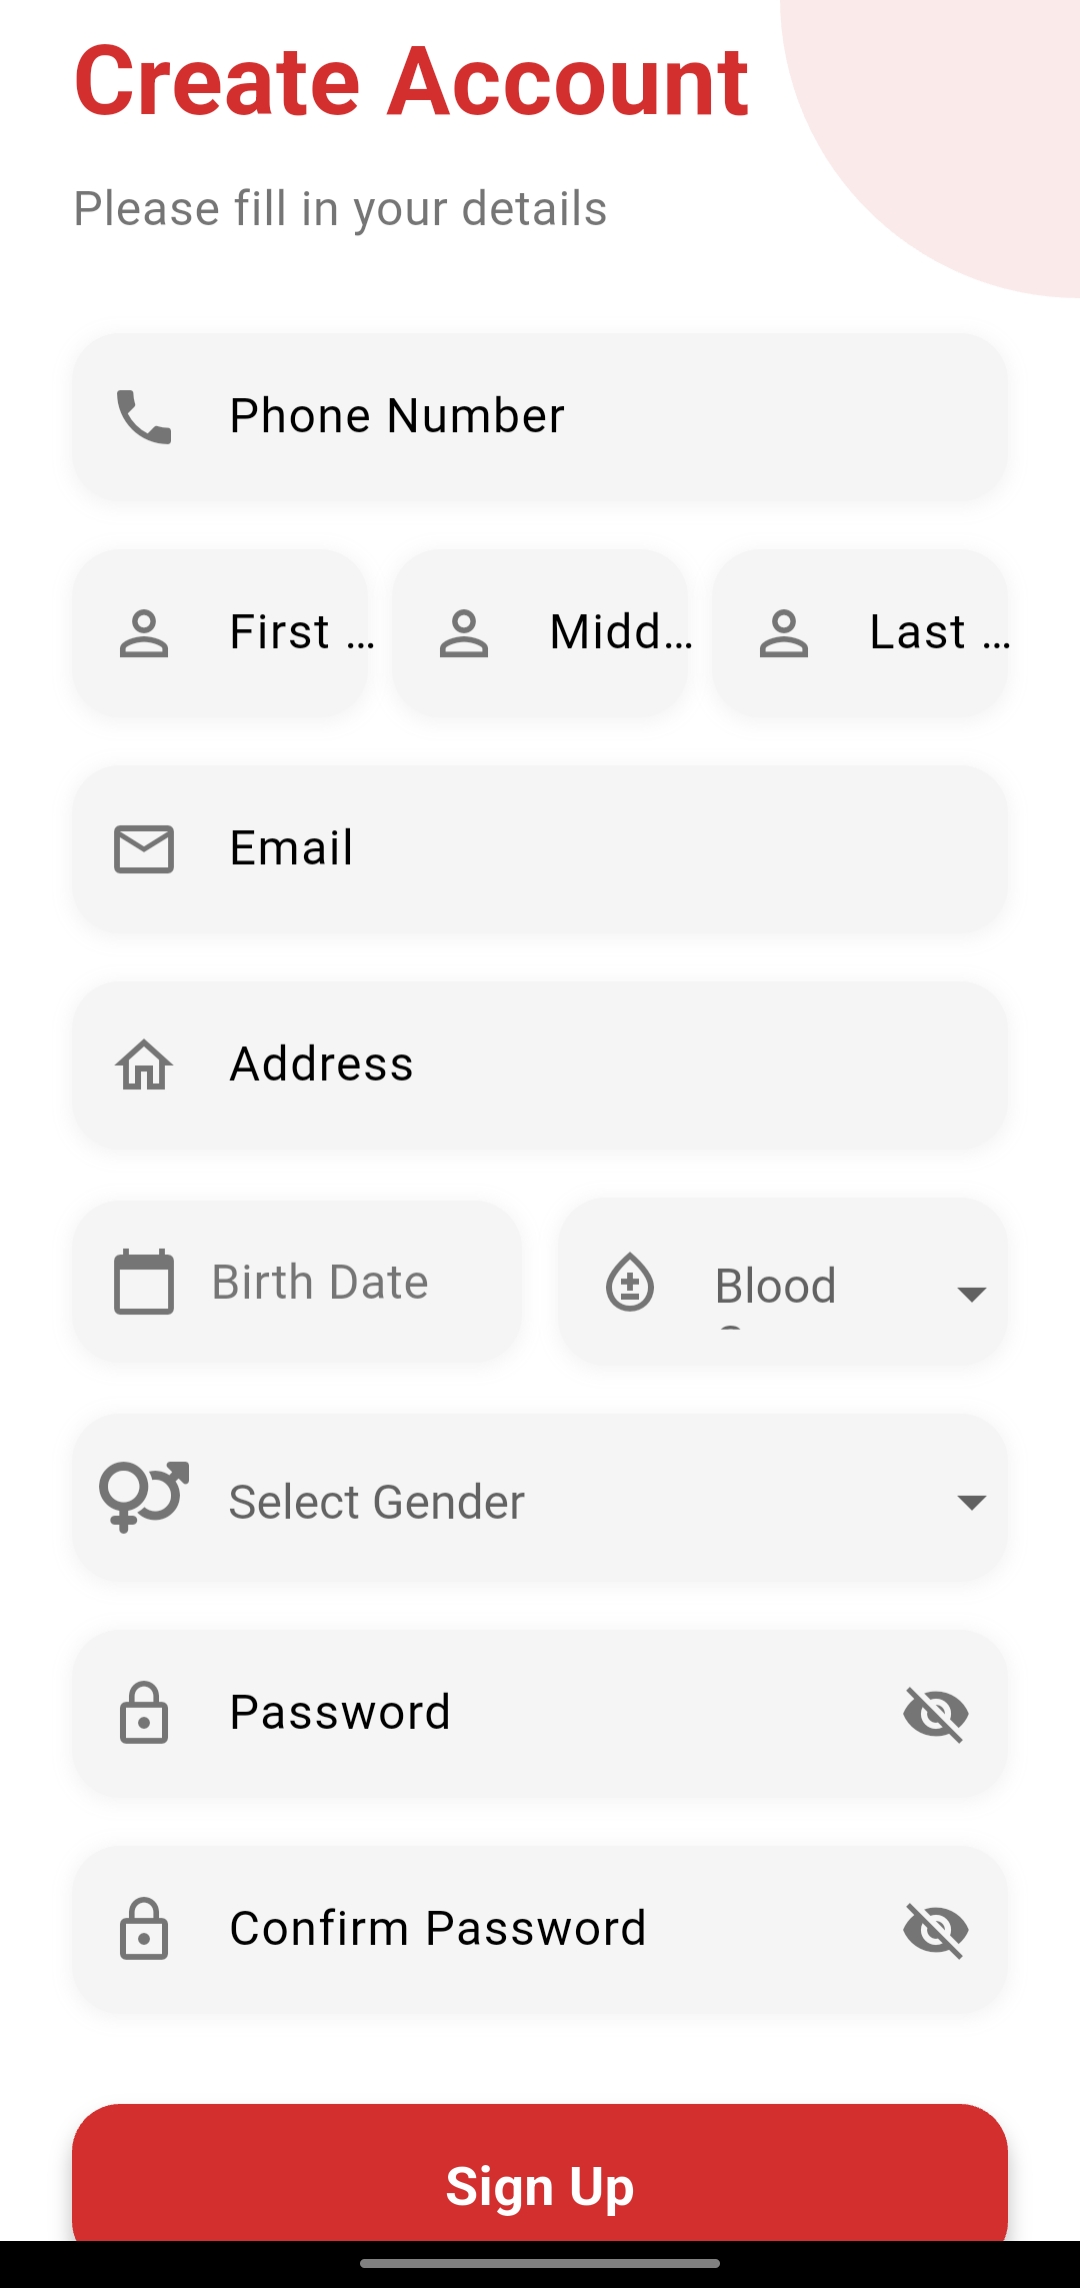 Create Account
Please fill in your details
Phone Number
First ...
Midd...
Last ...
Email
Address
Birth Date
Blood
Select Gender
Password
Confirm Password
Sign Up